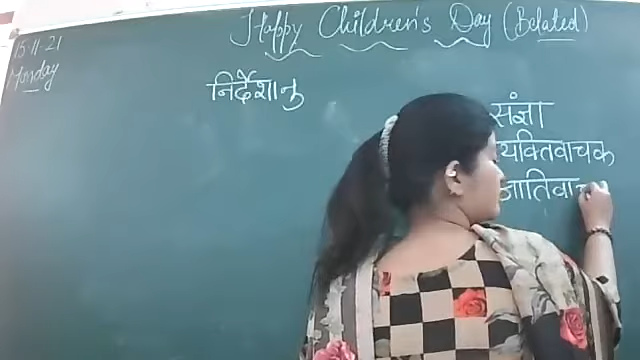 Happy Children's Day (Belated)
15-11-21
Monday
निर्देशानु
संज्ञा
व्यक्तिवाचक
जातिवाच